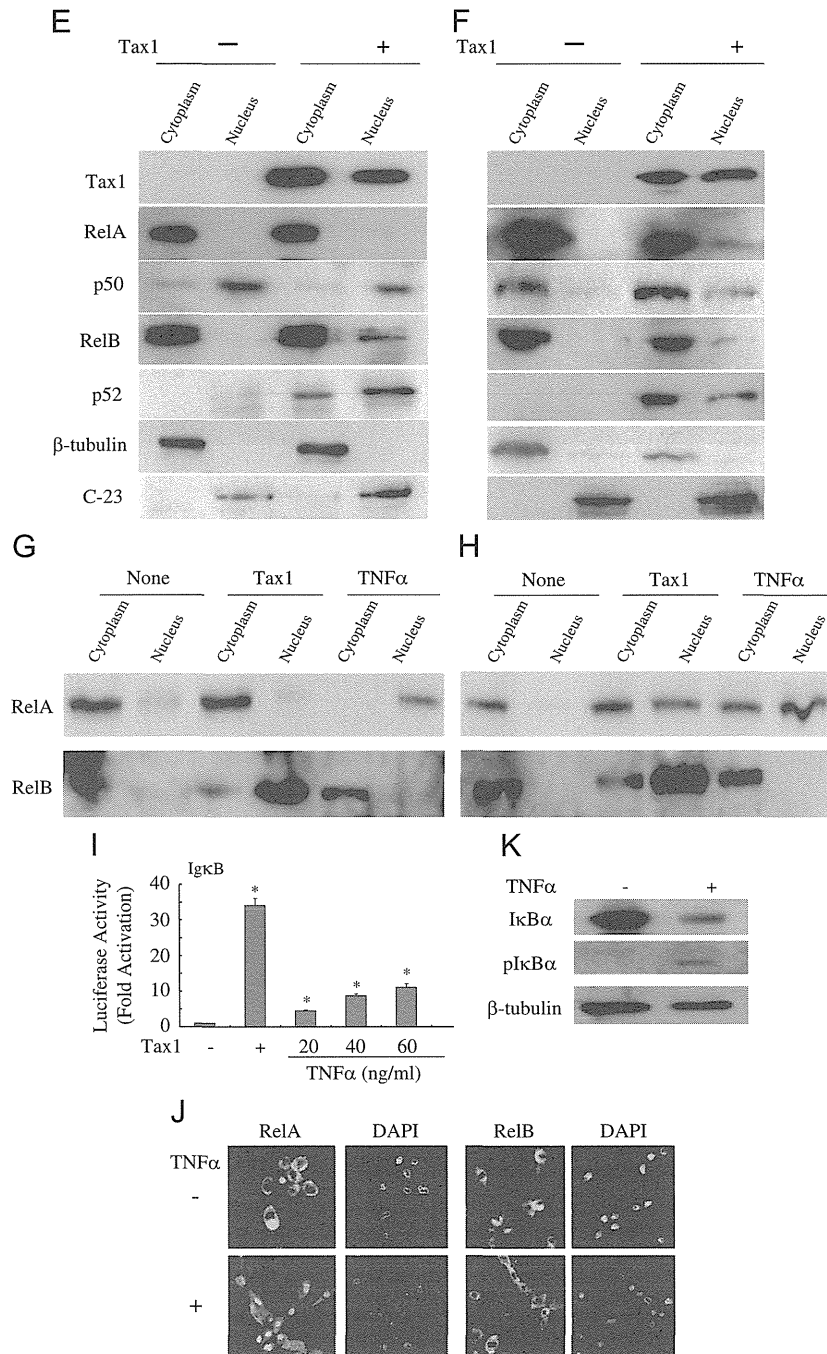 E
Tax1 — +
Cytoplasm Nucleus Cytoplasm Nucleus
Tax1
RelA
p50
RelB
p52
β-tubulin
C-23
F
Tax1 — +
Cytoplasm Nucleus Cytoplasm Nucleus
G
None Tax1 TNFα
Cytoplasm Nucleus Cytoplasm Nucleus Cytoplasm Nucleus
RelA
RelB
H
None Tax1 TNFα
Cytoplasm Nucleus Cytoplasm Nucleus Cytoplasm Nucleus
I
IgκB
Luciferase Activity
(Fold Activation)
40
30
20
10
0
* * * *
Tax1 - + 20 40 60
TNFα (ng/ml)
K
TNFα - +
IκBα
pIκBα
β-tubulin
J
RelA DAPI RelB DAPI
TNFα
-
+